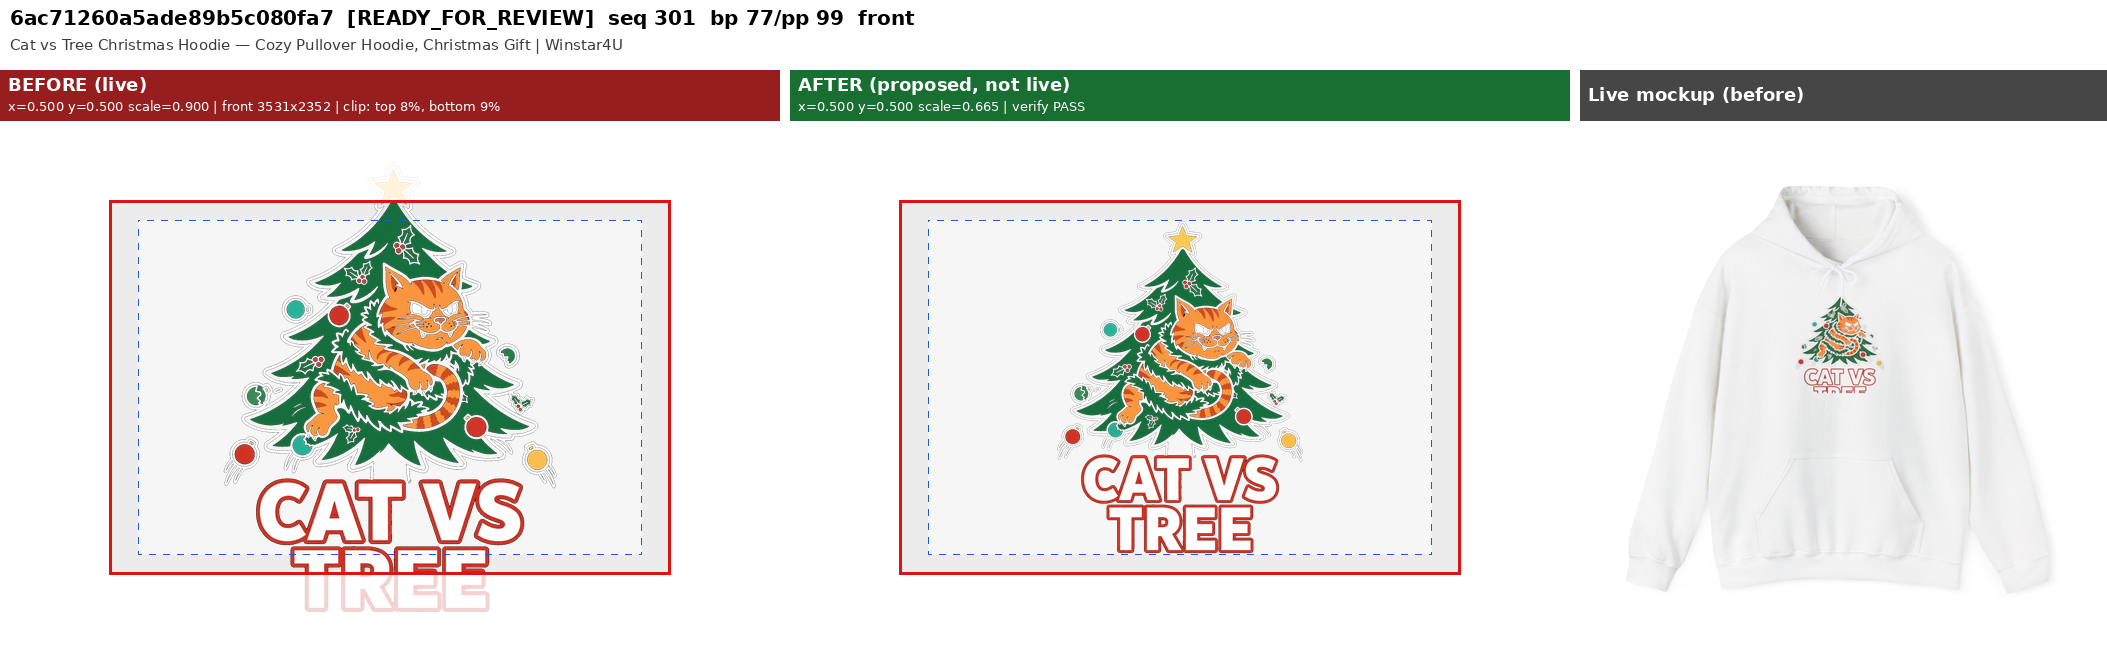 6ac71260a5ade89b5c080fa7  [READY_FOR_REVIEW]  seq 301  bp 77/pp 99  front
Cat vs Tree Christmas Hoodie — Cozy Pullover Hoodie, Christmas Gift | Winstar4U
BEFORE (live)
x=0.500 y=0.500 scale=0.900 | front 3531x2352 | clip: top 8%, bottom 9%
AFTER (proposed, not live)
x=0.500 y=0.500 scale=0.665 | verify PASS
Live mockup (before)
CAT VS
TREE
CAT VS
TREE
CAT VS
TREE